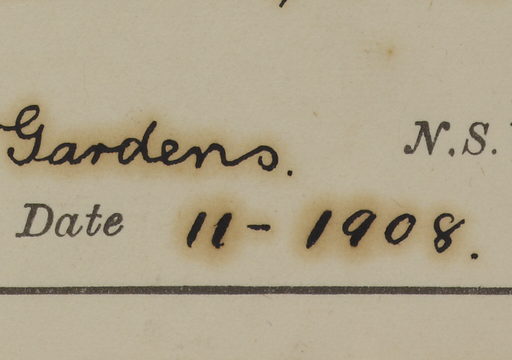 Gardens. N.S.
Date 11 - 1908.